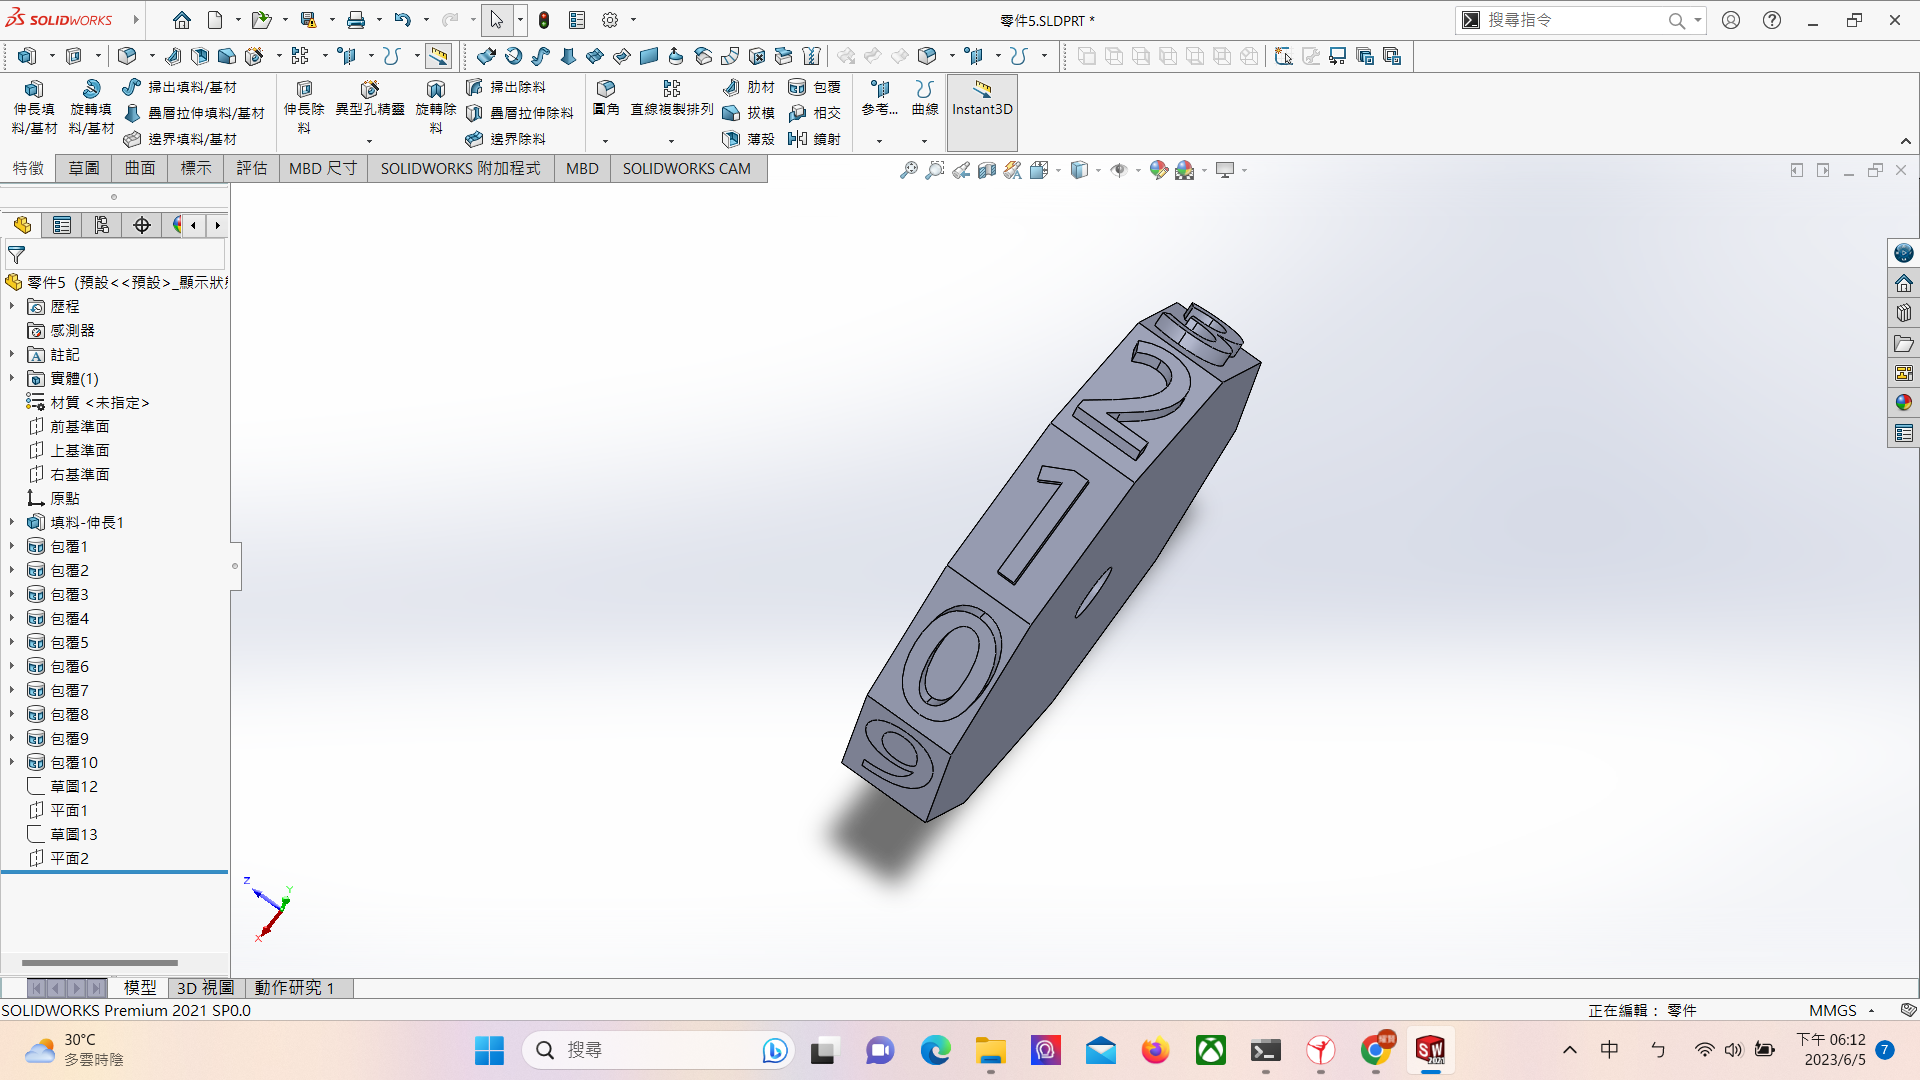 SOLIDWORKS
零件5.SLDPRT *
搜尋指令
伸長填料/基材
旋轉填料/基材
掃出填料/基材
疊層拉伸填料/基材
邊界填料/基材
伸長除料
異型孔精靈
旋轉除料
掃出除料
疊層拉伸除料
邊界除料
圓角
直線複製排列
肋材
拔模
薄殼
包覆
相交
鏡射
參考...
曲線
Instant3D
特徵
草圖
曲面
標示
評估
MBD 尺寸
SOLIDWORKS 附加程式
MBD
SOLIDWORKS CAM
零件5 (預設<<預設>_顯示狀
歷程
感測器
註記
實體(1)
材質 <未指定>
前基準面
上基準面
右基準面
原點
填料-伸長1
包覆1
包覆2
包覆3
包覆4
包覆5
包覆6
包覆7
包覆8
包覆9
包覆10
草圖12
平面1
草圖13
平面2
2
1
0
9
Z
Y
X
模型
3D 視圖
動作研究 1
SOLIDWORKS Premium 2021 SP0.0
正在編輯： 零件
MMGS
30°C
多雲時陰
搜尋
SW
2021
中
ㄅ
下午 06:12
2023/6/5
7